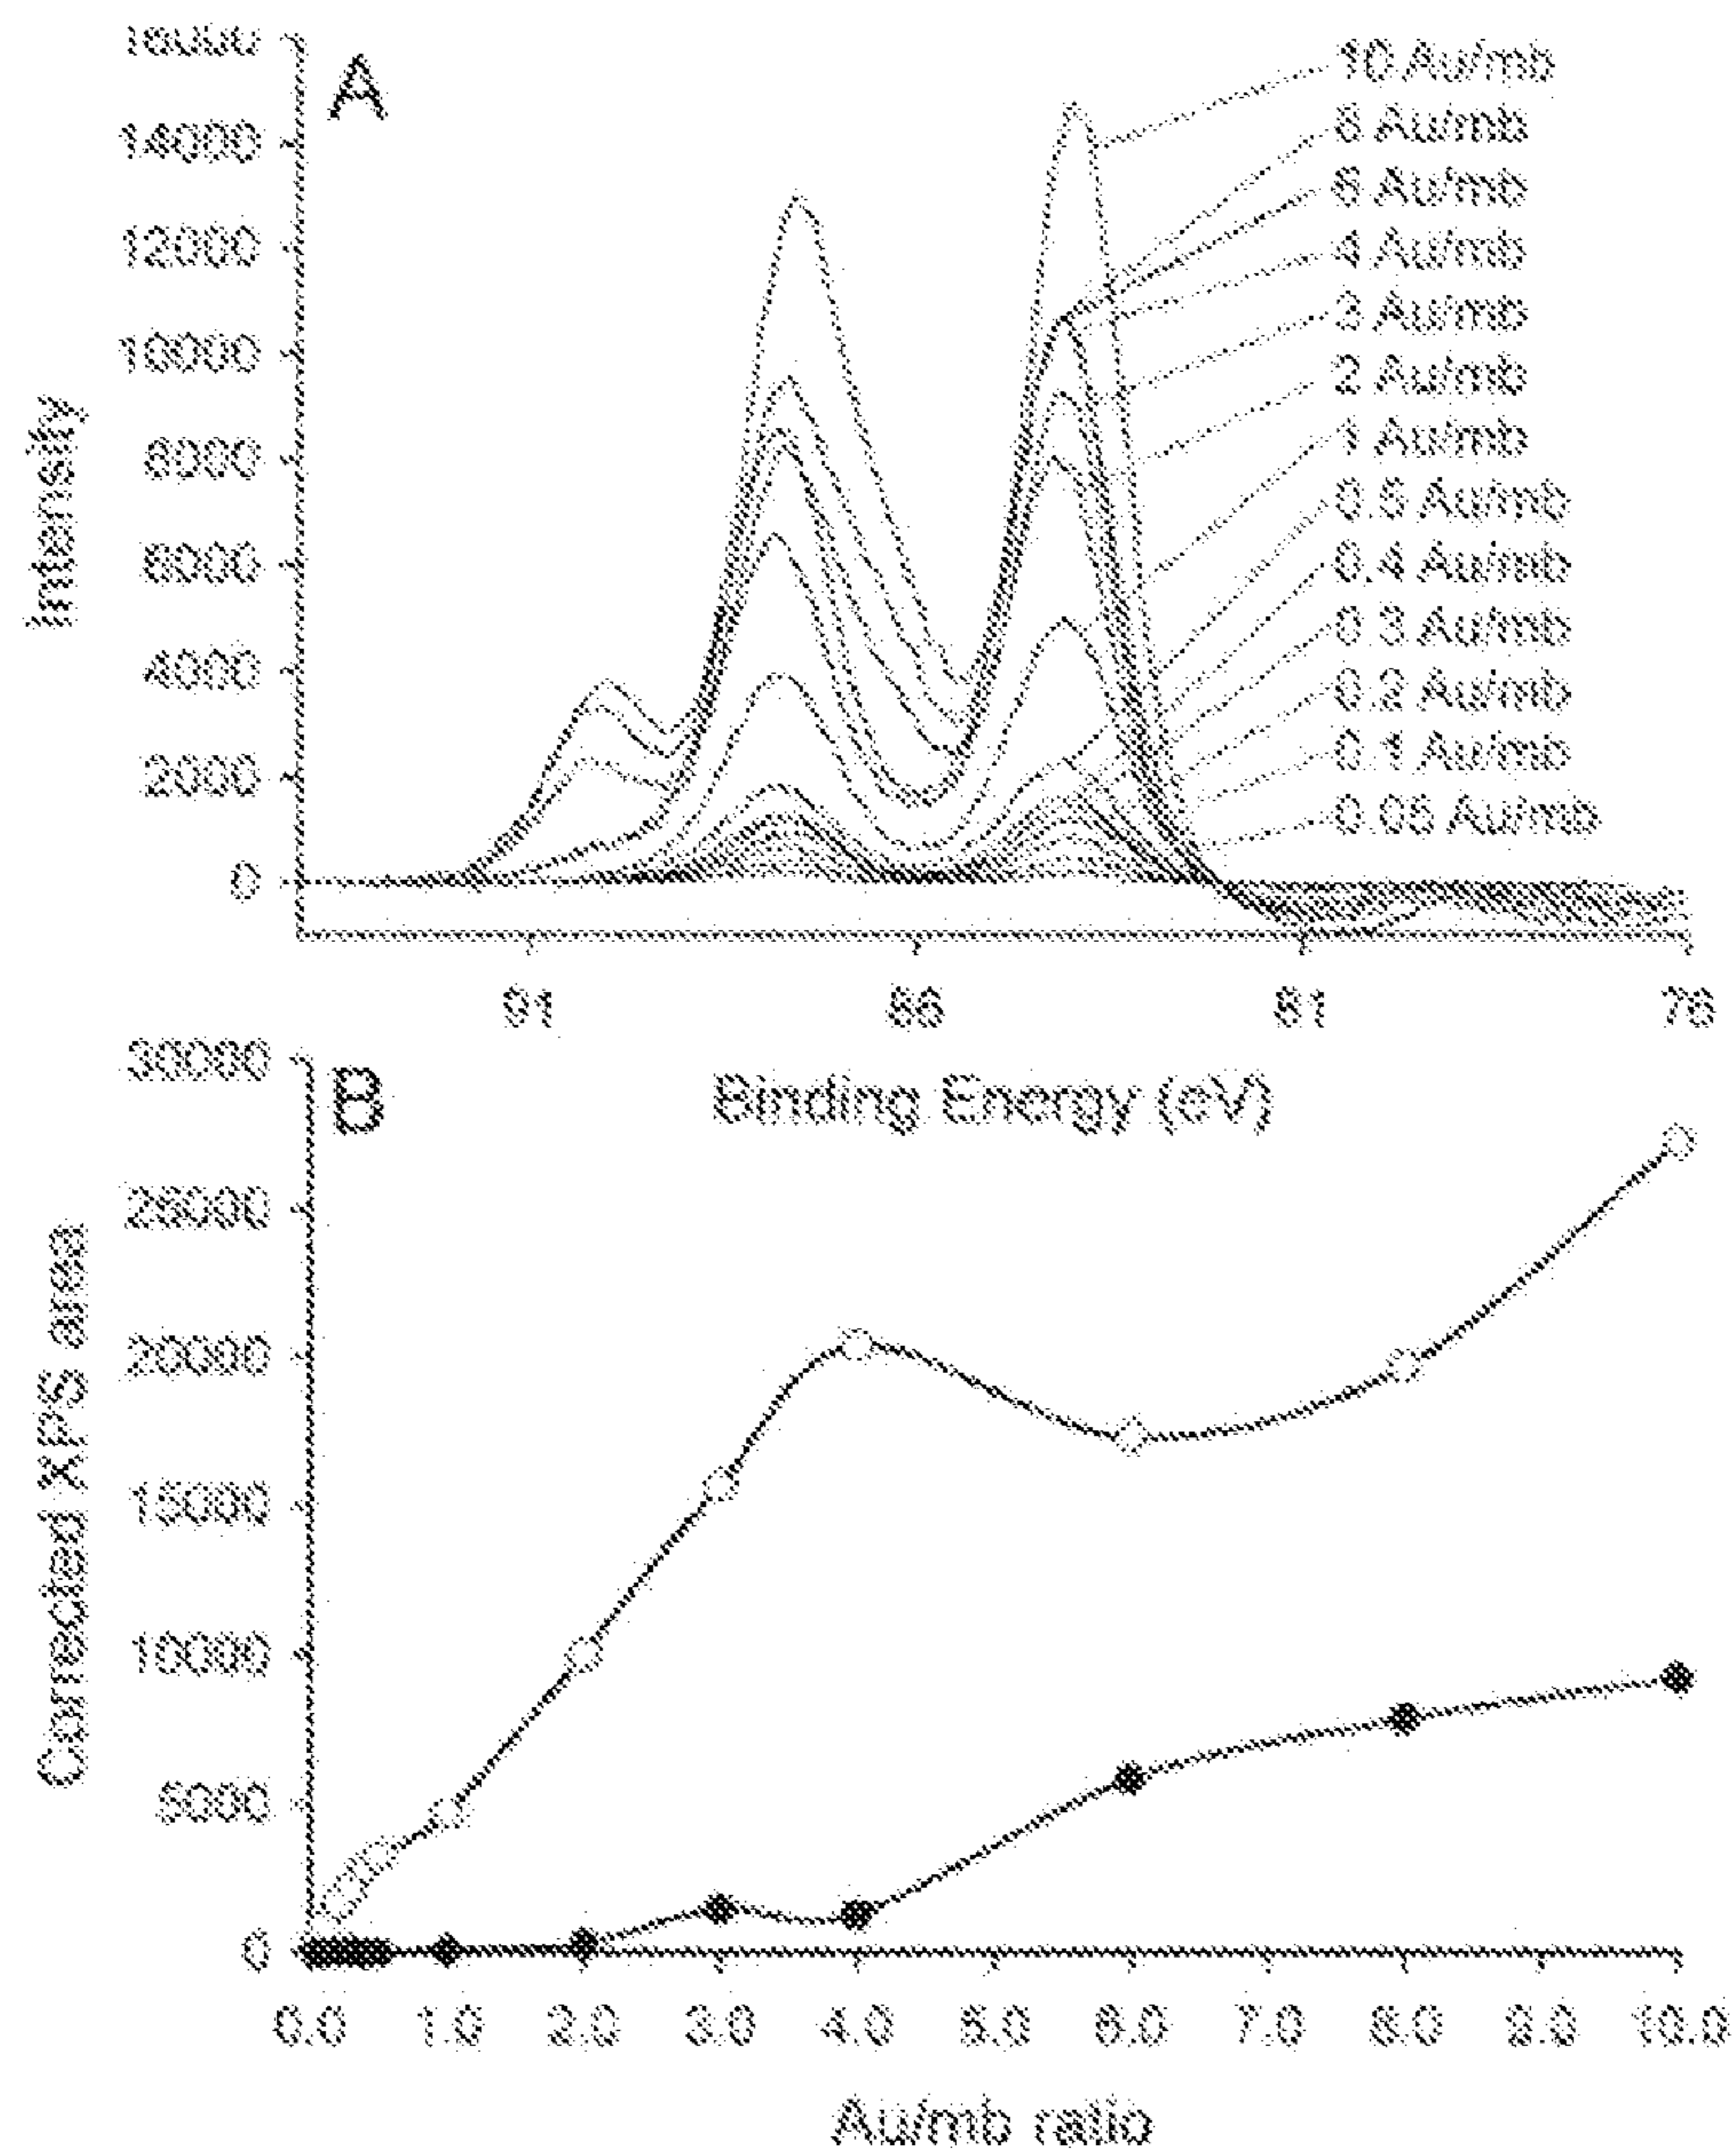 A
16000
14000
12000
10000
8000
6000
4000
2000
0
Intensity
10 Au/mb
8 Au/mb
6 Au/mb
4 Au/mb
3 Au/mb
2 Au/mb
1 Au/mb
0.5 Au/mb
0.4 Au/mb
0.3 Au/mb
0.2 Au/mb
0.1 Au/mb
0.05 Au/mb
91 86 81 76
Binding Energy (eV)
B
30000
25000
20000
15000
10000
5000
0
Corrected XPS area
0.0 1.0 2.0 3.0 4.0 5.0 6.0 7.0 8.0 9.0 10.0
Au/mb ratio